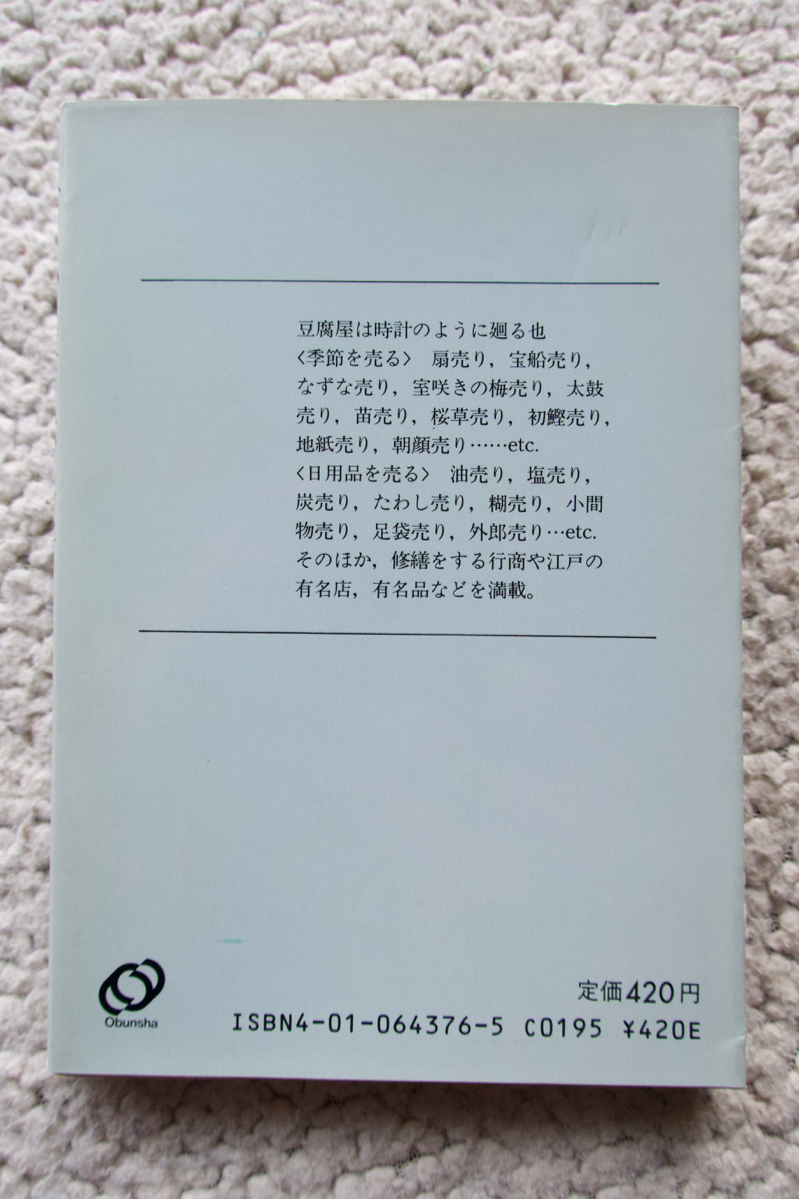 豆腐屋は時計のように廻る也
〈季節を売る〉 扇売り，宝船売り，
なずな売り，室咲きの梅売り，太鼓
売り，苗売り，桜草売り，初鰹売り，
地紙売り，朝顔売り……etc.
〈日用品を売る〉 油売り，塩売り，
炭売り，たわし売り，糊売り，小間
物売り，足袋売り，外郎売り…etc.
そのほか，修繕をする行商や江戸の
有名店，有名品などを満載。
定価420円
Obunsha
ISBN4-01-064376-5 C0195 ¥420E